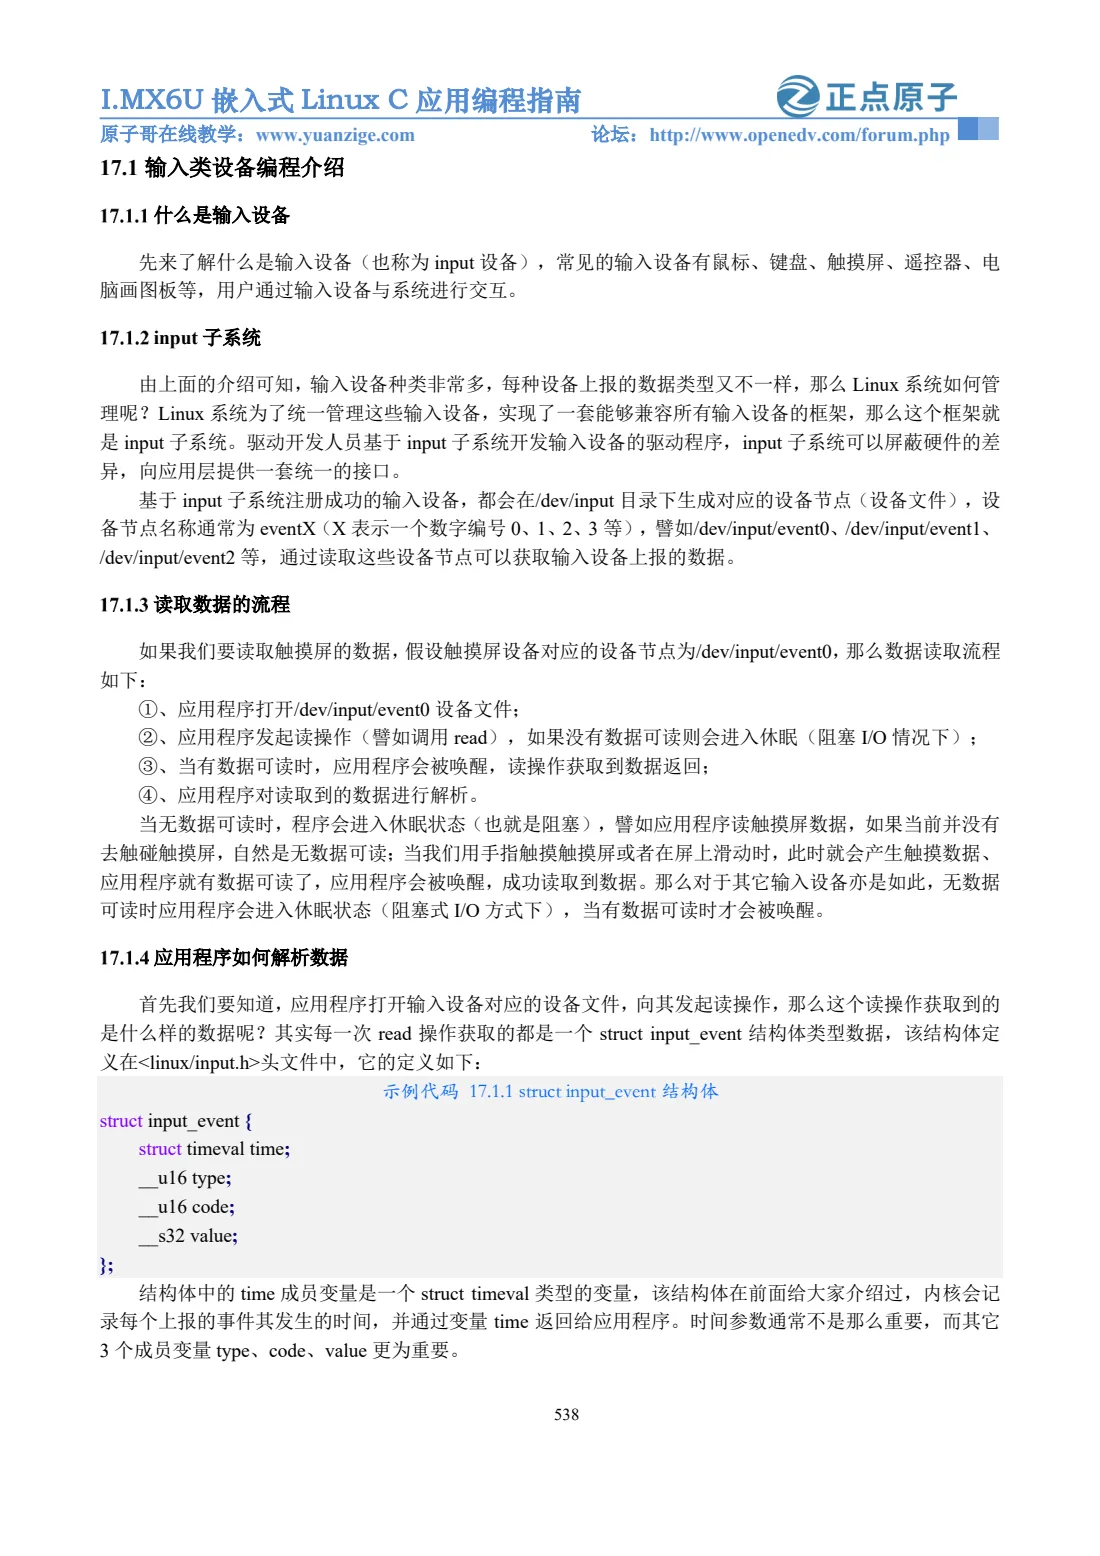 I.MX6U 嵌入式 Linux C 应用编程指南
正点原子
原子哥在线教学：www.yuanzige.com
论坛：http://www.openedv.com/forum.php
17.1 输入类设备编程介绍
17.1.1 什么是输入设备
先来了解什么是输入设备（也称为 input 设备），常见的输入设备有鼠标、键盘、触摸屏、遥控器、电
脑画图板等，用户通过输入设备与系统进行交互。
17.1.2 input 子系统
由上面的介绍可知，输入设备种类非常多，每种设备上报的数据类型又不一样，那么 Linux 系统如何管
理呢？Linux 系统为了统一管理这些输入设备，实现了一套能够兼容所有输入设备的框架，那么这个框架就
是 input 子系统。驱动开发人员基于 input 子系统开发输入设备的驱动程序，input 子系统可以屏蔽硬件的差
异，向应用层提供一套统一的接口。
基于 input 子系统注册成功的输入设备，都会在/dev/input 目录下生成对应的设备节点（设备文件），设
备节点名称通常为 eventX（X 表示一个数字编号 0、1、2、3 等），譬如/dev/input/event0、/dev/input/event1、
/dev/input/event2 等，通过读取这些设备节点可以获取输入设备上报的数据。
17.1.3 读取数据的流程
如果我们要读取触摸屏的数据，假设触摸屏设备对应的设备节点为/dev/input/event0，那么数据读取流程
如下：
①、应用程序打开/dev/input/event0 设备文件；
②、应用程序发起读操作（譬如调用 read），如果没有数据可读则会进入休眠（阻塞 I/O 情况下）；
③、当有数据可读时，应用程序会被唤醒，读操作获取到数据返回；
④、应用程序对读取到的数据进行解析。
当无数据可读时，程序会进入休眠状态（也就是阻塞），譬如应用程序读触摸屏数据，如果当前并没有
去触碰触摸屏，自然是无数据可读；当我们用手指触摸触摸屏或者在屏上滑动时，此时就会产生触摸数据、
应用程序就有数据可读了，应用程序会被唤醒，成功读取到数据。那么对于其它输入设备亦是如此，无数据
可读时应用程序会进入休眠状态（阻塞式 I/O 方式下），当有数据可读时才会被唤醒。
17.1.4 应用程序如何解析数据
首先我们要知道，应用程序打开输入设备对应的设备文件，向其发起读操作，那么这个读操作获取到的
是什么样的数据呢？其实每一次 read 操作获取的都是一个 struct input_event 结构体类型数据，该结构体定
义在<linux/input.h>头文件中，它的定义如下：
示例代码 17.1.1 struct input_event 结构体
struct input_event {
struct timeval time;
__u16 type;
__u16 code;
__s32 value;
};
结构体中的 time 成员变量是一个 struct timeval 类型的变量，该结构体在前面给大家介绍过，内核会记
录每个上报的事件其发生的时间，并通过变量 time 返回给应用程序。时间参数通常不是那么重要，而其它
3 个成员变量 type、code、value 更为重要。
538